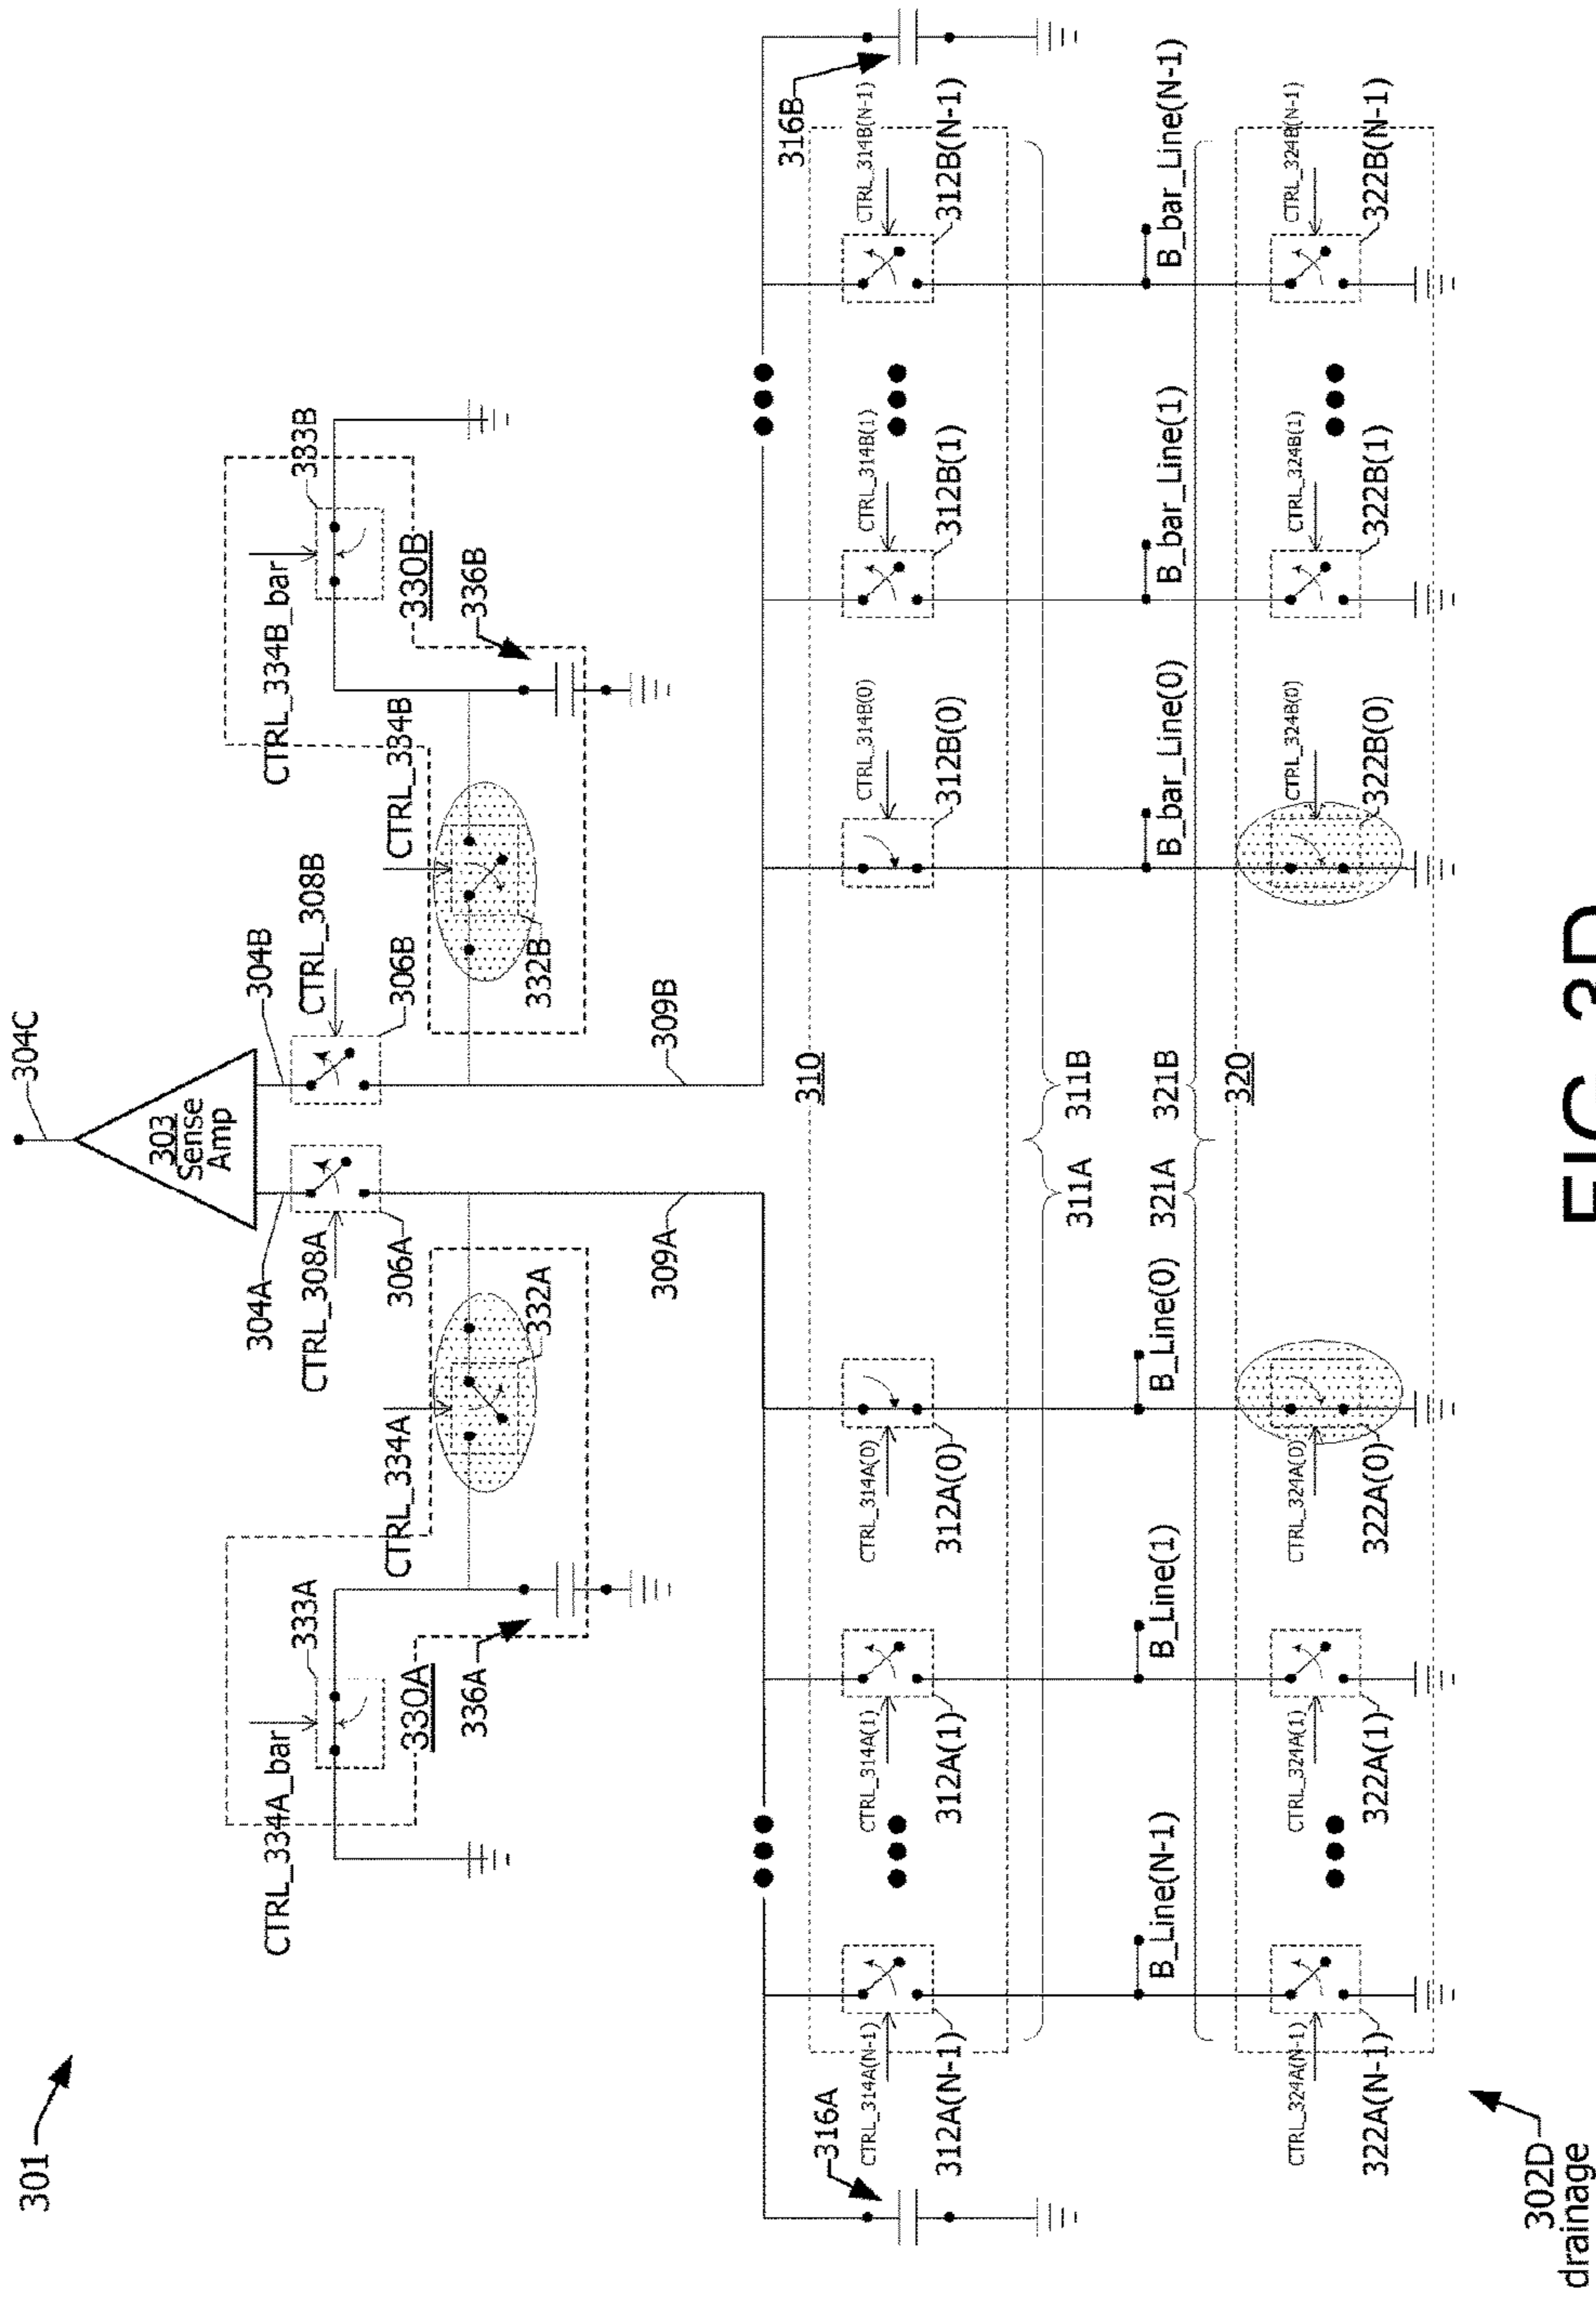 301
304C
303
Sense
Amp
304A
304B
CTRL_308A
CTRL_308B
306A
306B
CTRL_334A_bar
333A
330A
336A
CTRL_334A
332A
CTRL_334B_bar
333B
330B
336B
CTRL_334B
332B
309A
309B
316A
310
316B
CTRL_314A(N-1)
312A(N-1)
CTRL_314A(1)
312A(1)
CTRL_314A(0)
312A(0)
CTRL_314B(0)
312B(0)
CTRL_314B(1)
312B(1)
CTRL_314B(N-1)
312B(N-1)
311A
311B
B_Line(N-1)
B_Line(1)
B_Line(0)
321A
321B
B_bar_Line(0)
B_bar_Line(1)
B_bar_Line(N-1)
320
CTRL_324A(N-1)
322A(N-1)
CTRL_324A(1)
322A(1)
CTRL_324A(0)
322A(0)
CTRL_324B(0)
322B(0)
CTRL_324B(1)
322B(1)
CTRL_324B(N-1)
322B(N-1)
302D
drainage
FIG. 3D